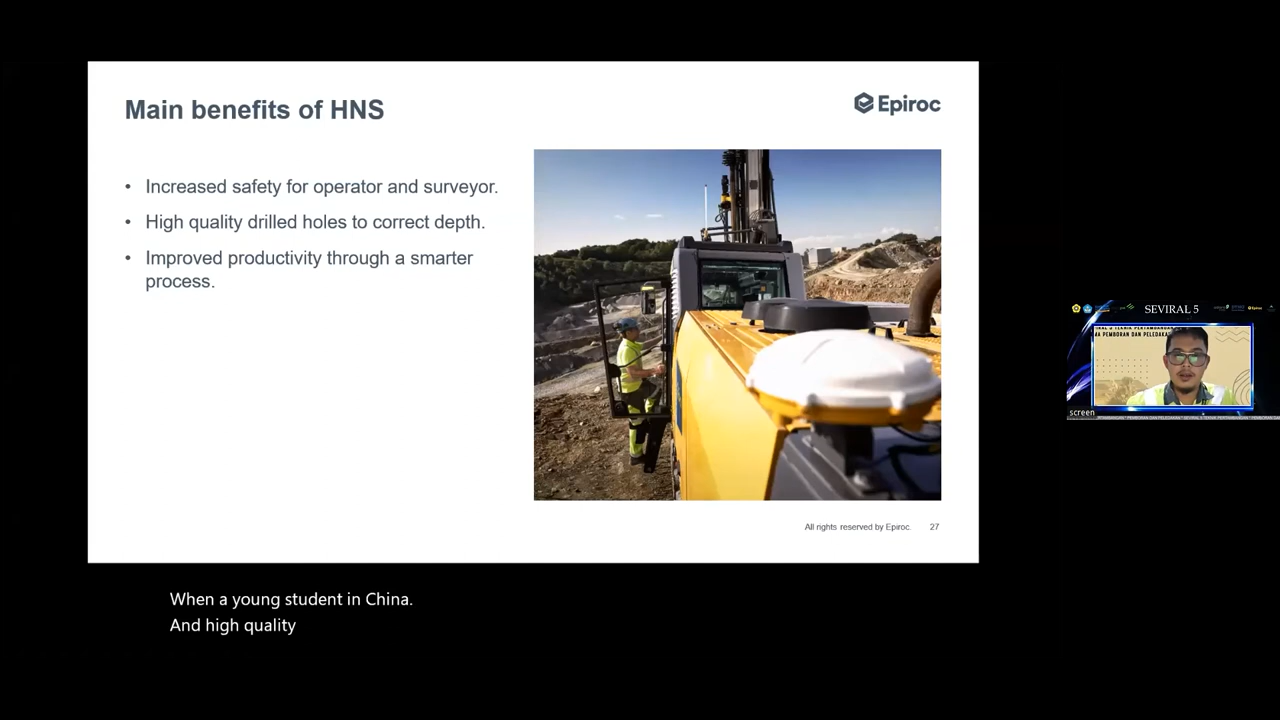 Main benefits of HNS
Epiroc
• Increased safety for operator and surveyor.
• High quality drilled holes to correct depth.
• Improved productivity through a smarter
process.
All rights reserved by Epiroc. 27
SEVIRAL 5
screen
When a young student in China.
And high quality